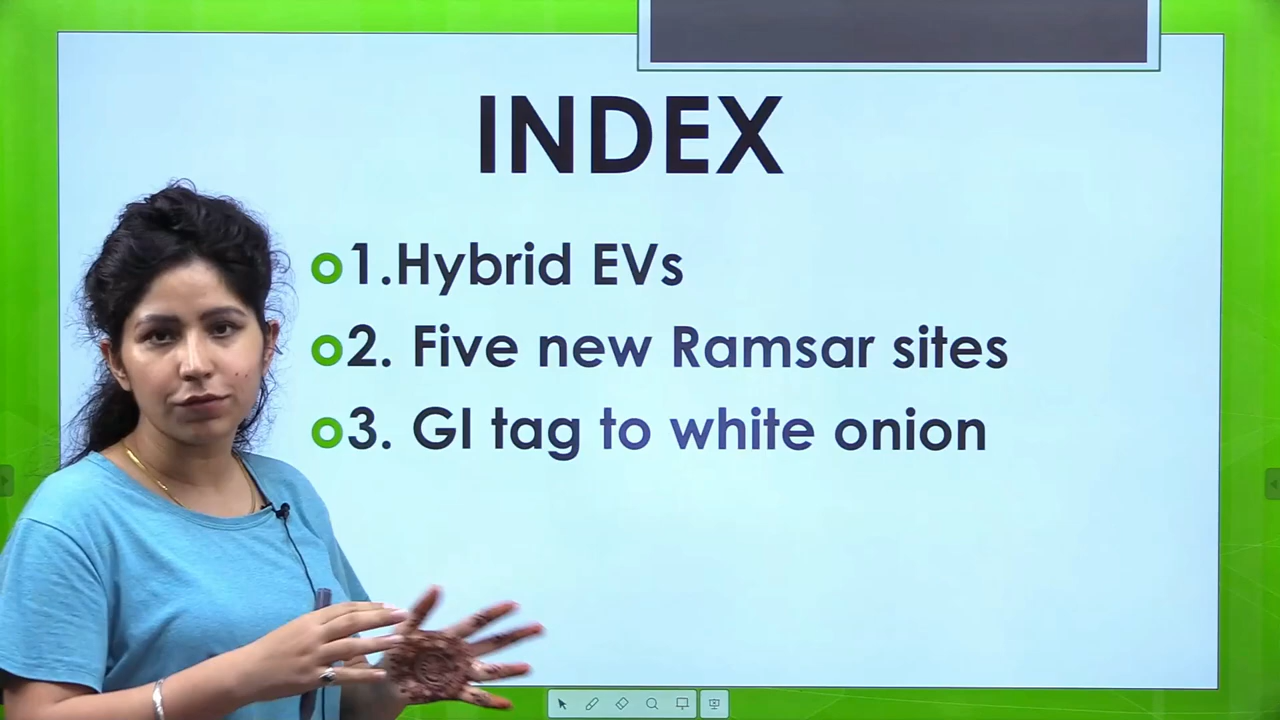 INDEX
1.Hybrid EVs
2. Five new Ramsar sites
3. GI tag to white onion